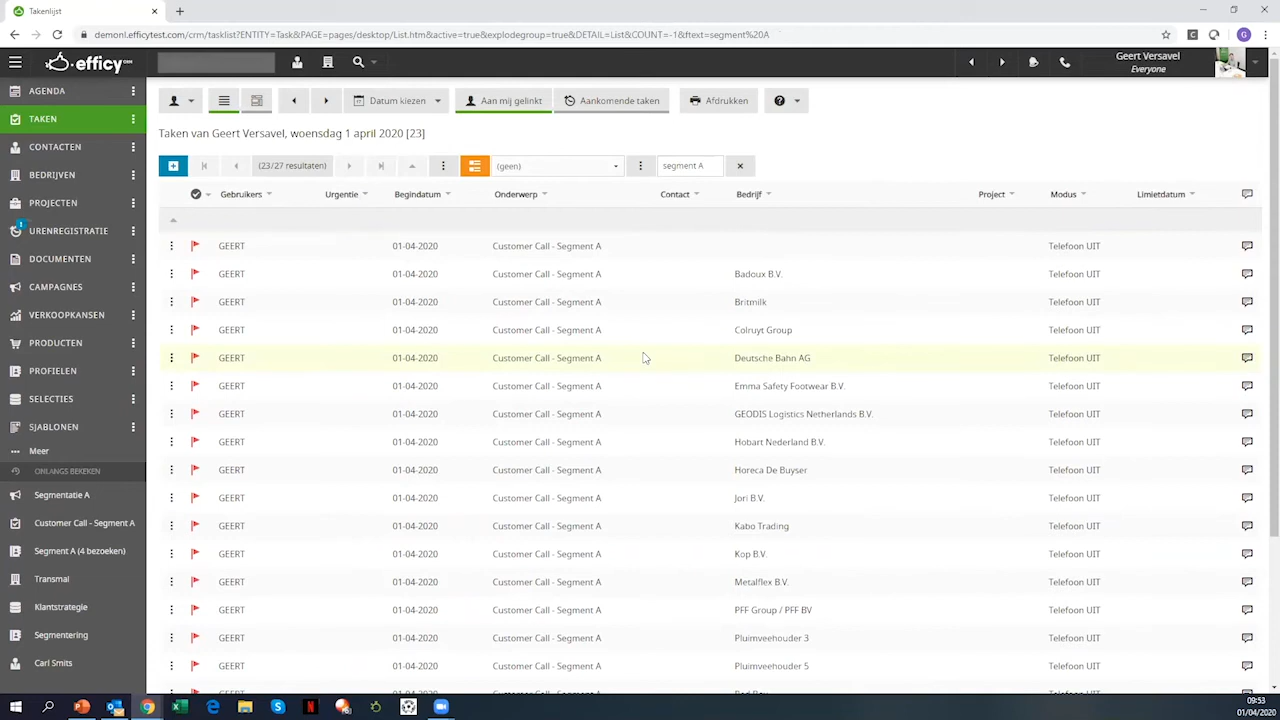 Takenlijst
demonl.efficytest.com/crm/tasklist?ENTITY=Task&PAGE=pages/desktop/List.htm&active=true&explodegroup=true&DETAIL=List&COUNT=-1&ftext=segment%20A
G
efficy CRM
Geert Versavel
Everyone
AGENDA
TAKEN
CONTACTEN
BEDRIJVEN
PROJECTEN
1
URENREGISTRATIE
DOCUMENTEN
CAMPAGNES
VERKOOPKANSEN
PRODUCTEN
PROFIELEN
SELECTIES
SJABLONEN
Meer
ONLANGS BEKEKEN
Segmentatie A
Customer Call - Segment A
Segment A (4 bezoeken)
Transmal
Klantstrategie
Segmentering
Carl Smits
Datum kiezen
Aan mij gelinkt
Aankomende taken
Afdrukken
Taken van Geert Versavel, woensdag 1 april 2020 [23]
(23/27 resultaten)
(geen)
segment A
Gebruikers Urgentie Begindatum Onderwerp Contact Bedrijf Project Modus Limietdatum
GEERT 01-04-2020 Customer Call - Segment A Telefoon UIT
GEERT 01-04-2020 Customer Call - Segment A Badoux B.V. Telefoon UIT
GEERT 01-04-2020 Customer Call - Segment A Britmilk Telefoon UIT
GEERT 01-04-2020 Customer Call - Segment A Colruyt Group Telefoon UIT
GEERT 01-04-2020 Customer Call - Segment A Deutsche Bahn AG Telefoon UIT
GEERT 01-04-2020 Customer Call - Segment A Emma Safety Footwear B.V. Telefoon UIT
GEERT 01-04-2020 Customer Call - Segment A GEODIS Logistics Netherlands B.V. Telefoon UIT
GEERT 01-04-2020 Customer Call - Segment A Hobart Nederland B.V. Telefoon UIT
GEERT 01-04-2020 Customer Call - Segment A Horeca De Buyser Telefoon UIT
GEERT 01-04-2020 Customer Call - Segment A Jori B.V. Telefoon UIT
GEERT 01-04-2020 Customer Call - Segment A Kabo Trading Telefoon UIT
GEERT 01-04-2020 Customer Call - Segment A Kop B.V. Telefoon UIT
GEERT 01-04-2020 Customer Call - Segment A Metalflex B.V. Telefoon UIT
GEERT 01-04-2020 Customer Call - Segment A PFF Group / PFF BV Telefoon UIT
GEERT 01-04-2020 Customer Call - Segment A Pluimveehouder 3 Telefoon UIT
GEERT 01-04-2020 Customer Call - Segment A Pluimveehouder 5 Telefoon UIT
09:53
01/04/2020